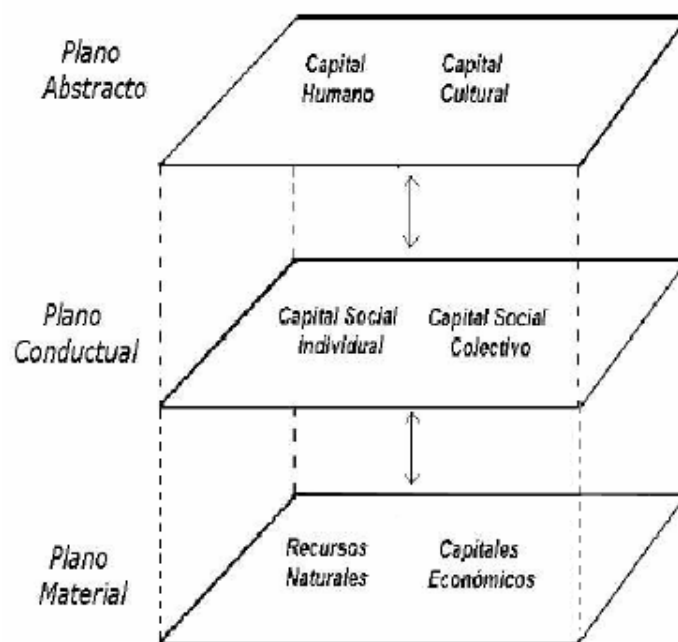 Plano
Abstracto
Capital
Humano
Capital
Cultural
Plano
Conductual
Capital Social
individual
Capital Social
Colectivo
Plano
Material
Recursos
Naturales
Capitales
Económicos